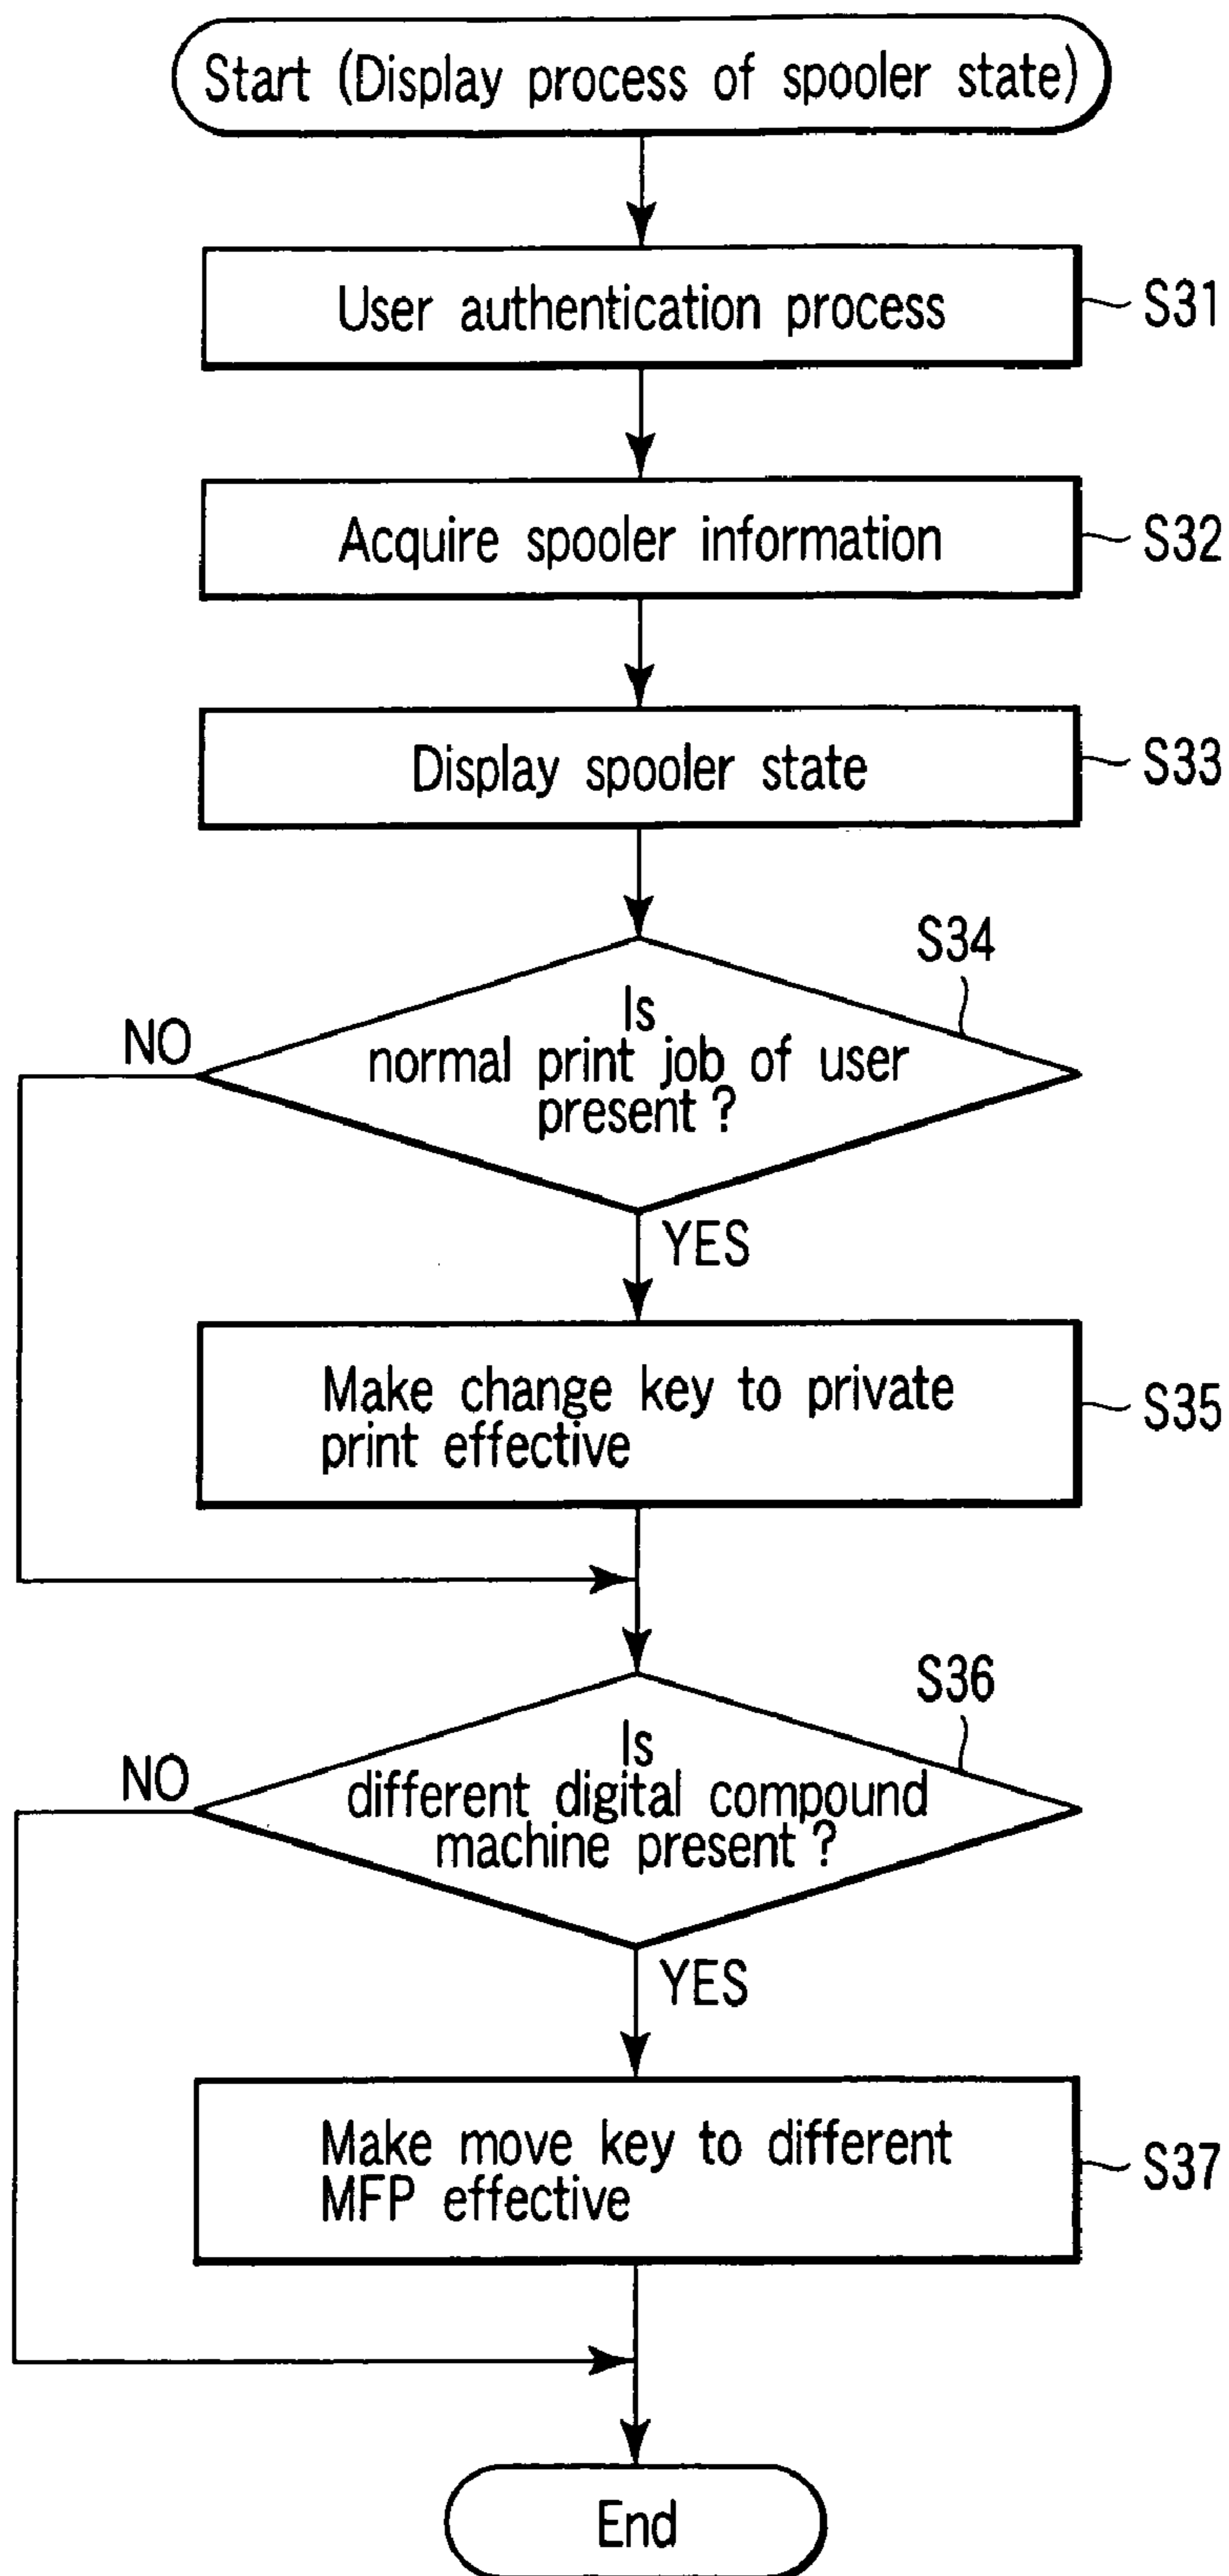 Start (Display process of spooler state)
User authentication process
S31
Acquire spooler information
S32
Display spooler state
S33
S34
Is
normal print job of user
present ?
NO
YES
Make change key to private
print effective
S35
S36
Is
different digital compound
machine present ?
NO
YES
Make move key to different
MFP effective
S37
End